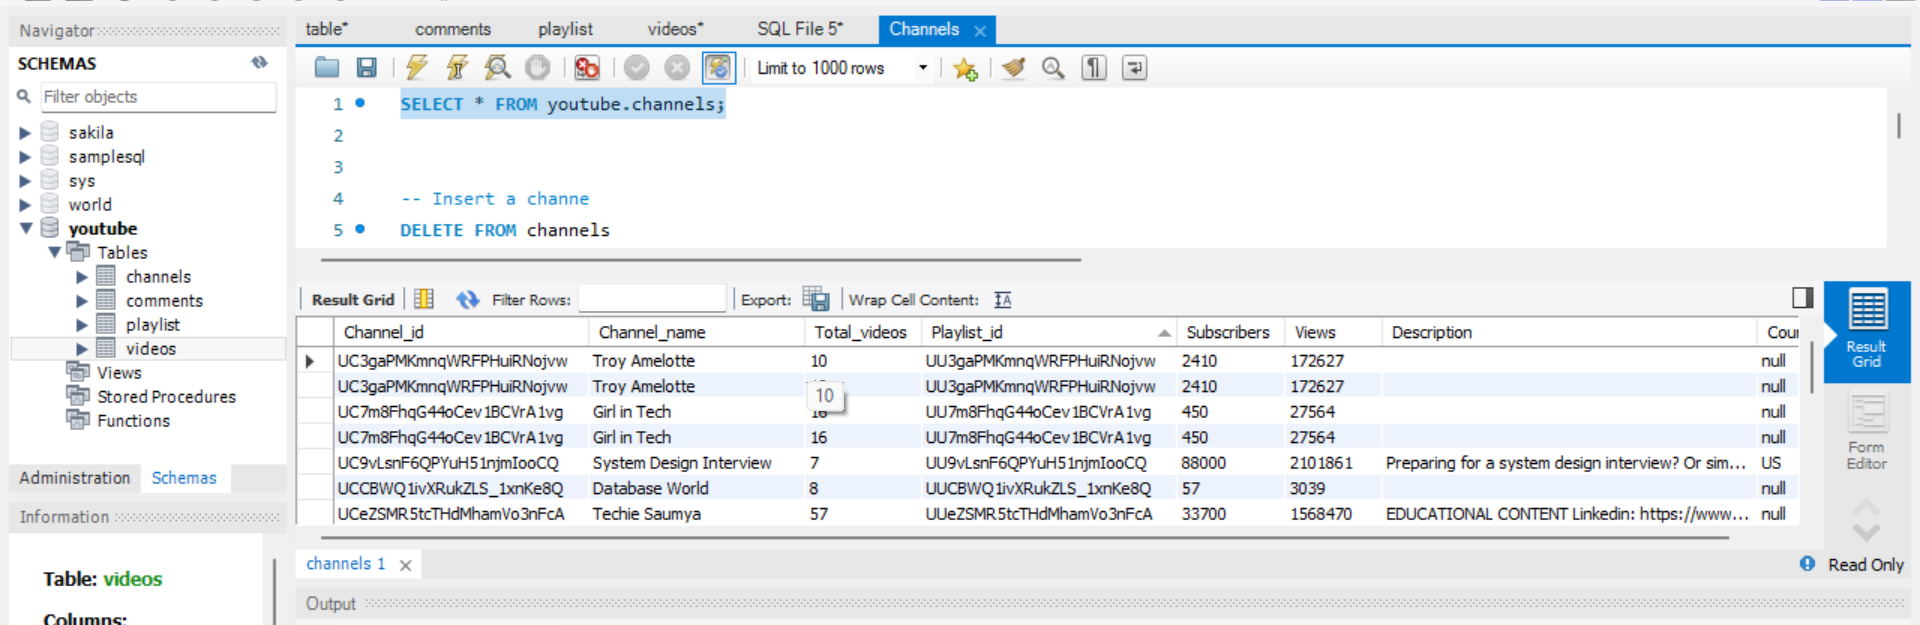 Navigator
table*
comments
playlist
videos*
SQL File 5*
Channels
SCHEMAS
Limit to 1000 rows
Filter objects
1 SELECT * FROM youtube.channels;
2
3
4 -- Insert a channe
5 DELETE FROM channels
sakila
samplesql
sys
world
youtube
Tables
channels
comments
playlist
videos
Views
Stored Procedures
Functions
Administration Schemas
Information
Table: videos
Columns:
Result Grid Filter Rows: Export: Wrap Cell Content:
Channel_id Channel_name Total_videos Playlist_id Subscribers Views Description Cour
UC3gaPMKmnqWRFPHuiRNojvw Troy Amelotte 10 UU3gaPMKmnqWRFPHuiRNojvw 2410 172627 null
UC3gaPMKmnqWRFPHuiRNojvw Troy Amelotte UU3gaPMKmnqWRFPHuiRNojvw 2410 172627 null
10
UC7m8FhqG44oCev1BCVrA1vg Girl in Tech 16 UU7m8FhqG44oCev1BCVrA1vg 450 27564 null
UC7m8FhqG44oCev1BCVrA1vg Girl in Tech 16 UU7m8FhqG44oCev1BCVrA1vg 450 27564 null
UC9vLsnF6QPYuH51njmIooCQ System Design Interview 7 UU9vLsnF6QPYuH51njmIooCQ 88000 2101861 Preparing for a system design interview? Or sim... US
UCCBWQ1ivXRukZLS_1xnKe8Q Database World 8 UUCBWQ1ivXRukZLS_1xnKe8Q 57 3039 null
UCeZSMR5tcTHdMhamVo3nFcA Techie Saumya 57 UUeZSMR5tcTHdMhamVo3nFcA 33700 1568470 EDUCATIONAL CONTENT Linkedin: https://www... null
Result
Grid
Form
Editor
channels 1
Read Only
Output